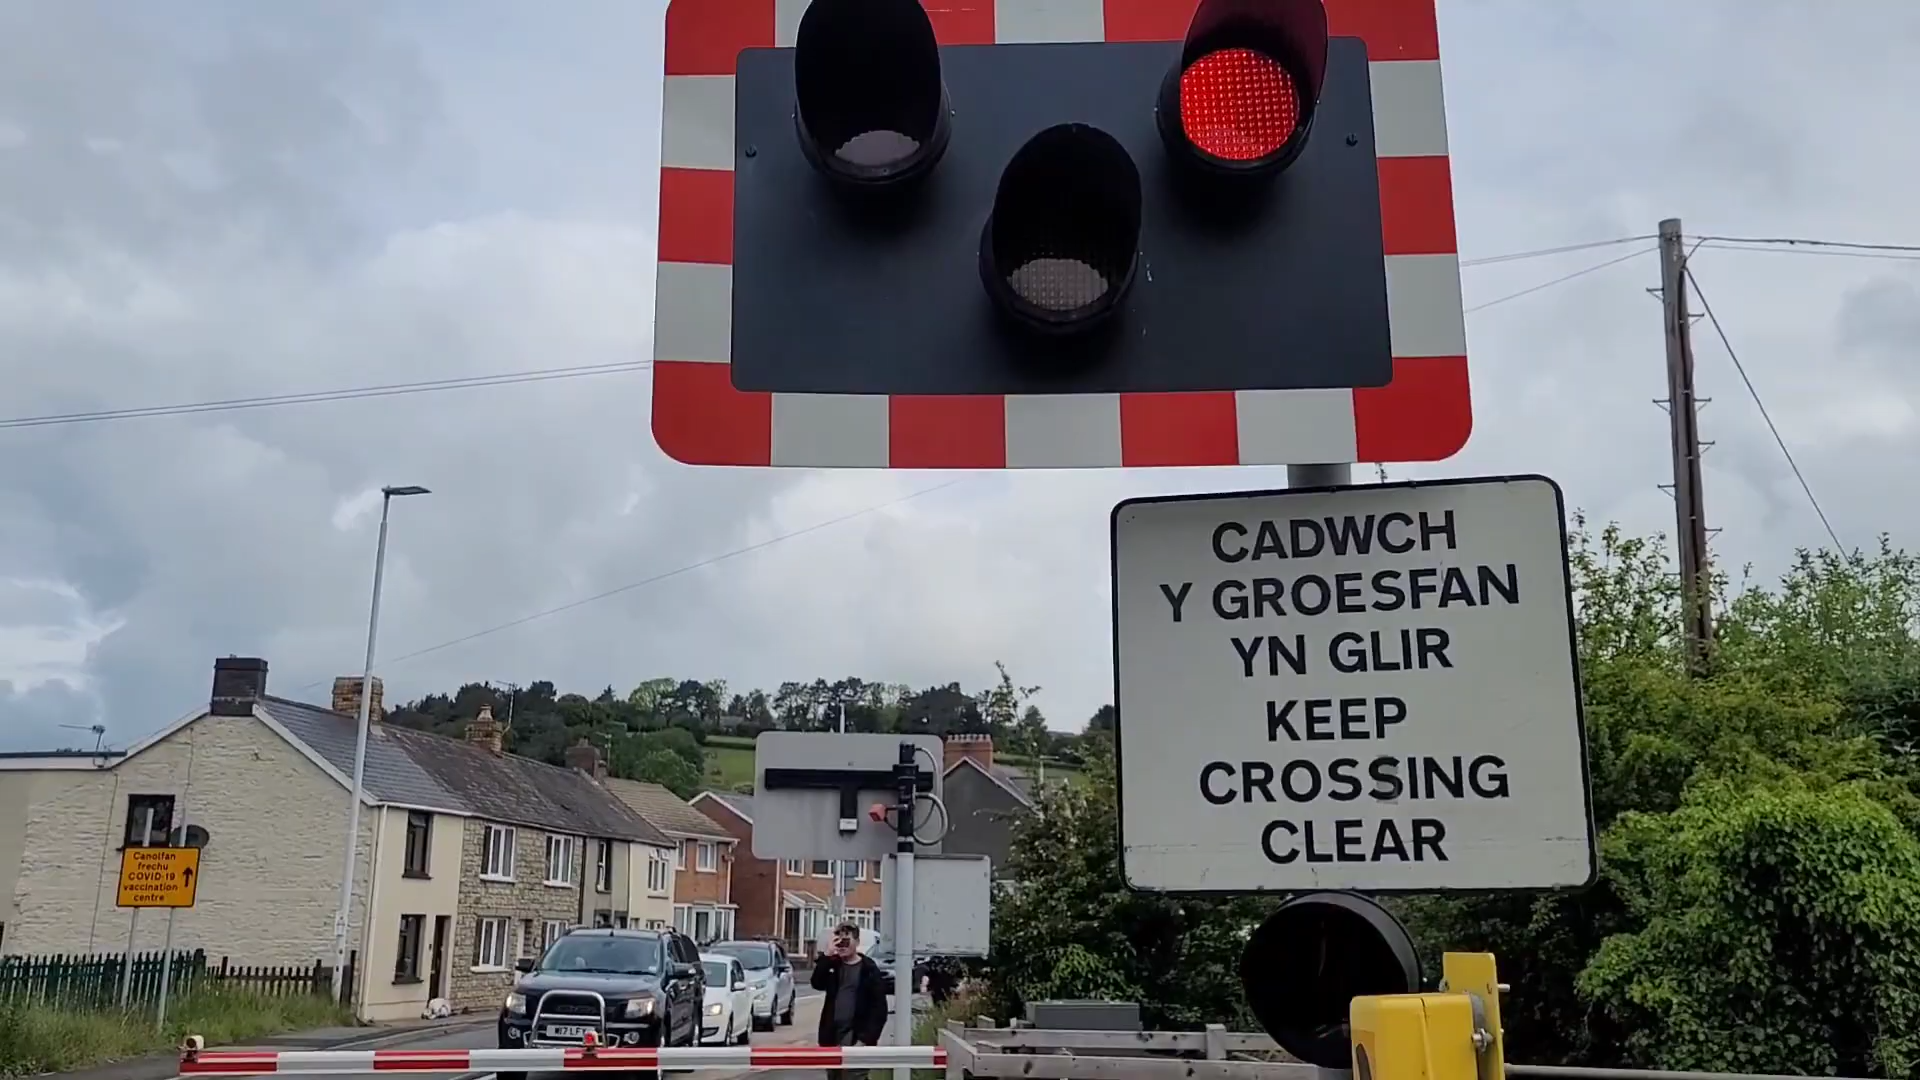 CADWCH
Y GROESFAN
YN GLIR
KEEP
CROSSING
CLEAR
Canolfan
frechu
COVID-19
vaccination
centre